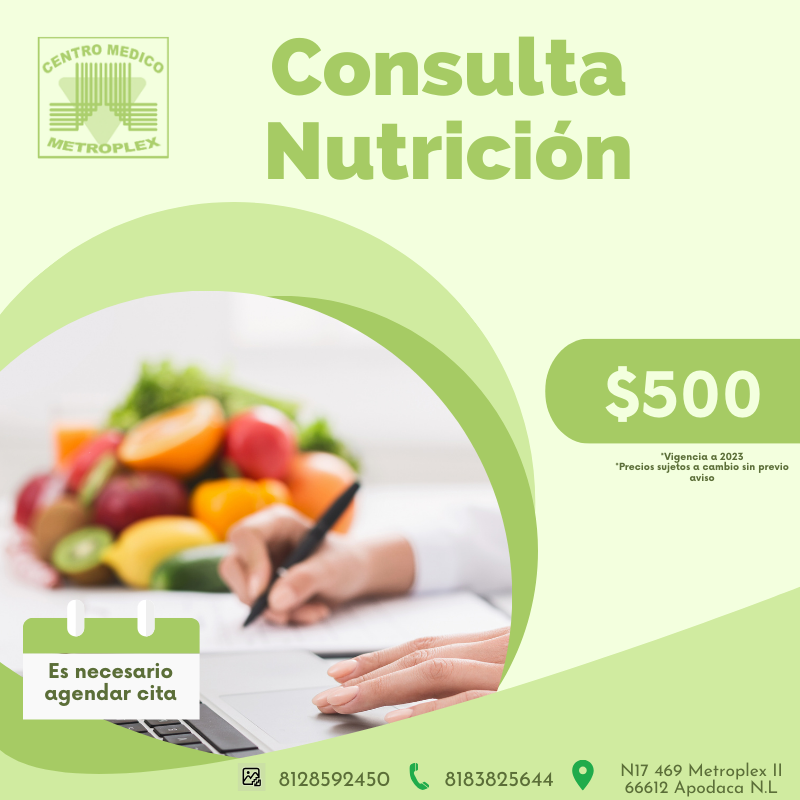 CENTRO MEDICO
METROPLEX
Consulta
Nutrición
$500
*Vigencia a 2023
*Precios sujetos a cambio sin previo
aviso
Es necesario
agendar cita
8128592450
8183825644
N17 469 Metroplex II
66612 Apodaca N.L